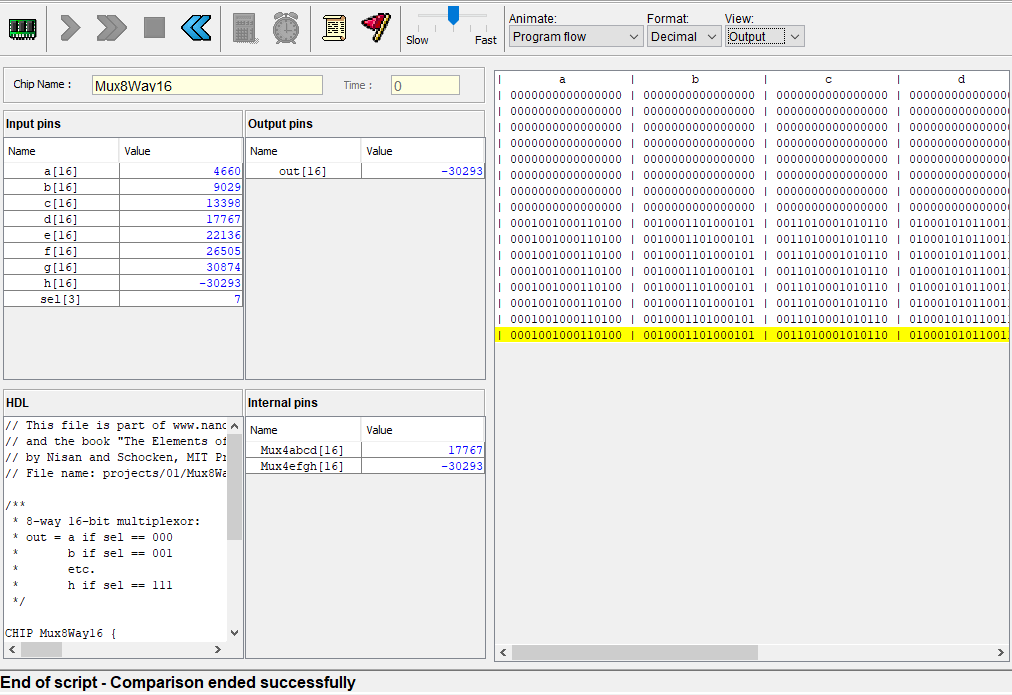 Slow Fast
Animate: Format: View:
Program flow Decimal Output
Chip Name : Mux8Way16 Time : 0
Input pins
Name Value
a[16] 4660
b[16] 9029
c[16] 13398
d[16] 17767
e[16] 22136
f[16] 26505
g[16] 30874
h[16] -30293
sel[3] 7
Output pins
Name Value
out[16] -30293
HDL
// This file is part of www.nand
// and the book "The Elements of
// by Nisan and Schocken, MIT Pr
// File name: projects/01/Mux8Wa
/**
* 8-way 16-bit multiplexor:
* out = a if sel == 000
* b if sel == 001
* etc.
* h if sel == 111
*/
CHIP Mux8Way16 {
Internal pins
Name Value
Mux4abcd[16] 17767
Mux4efgh[16] -30293
| a | b | c | d
| 0000000000000000 | 0000000000000000 | 0000000000000000 | 0000000000000
| 0000000000000000 | 0000000000000000 | 0000000000000000 | 0000000000000
| 0000000000000000 | 0000000000000000 | 0000000000000000 | 0000000000000
| 0000000000000000 | 0000000000000000 | 0000000000000000 | 0000000000000
| 0000000000000000 | 0000000000000000 | 0000000000000000 | 0000000000000
| 0000000000000000 | 0000000000000000 | 0000000000000000 | 0000000000000
| 0000000000000000 | 0000000000000000 | 0000000000000000 | 0000000000000
| 0000000000000000 | 0000000000000000 | 0000000000000000 | 0000000000000
| 0001001000110100 | 0010001101000101 | 0011010001010110 | 01000101011001
| 0001001000110100 | 0010001101000101 | 0011010001010110 | 01000101011001
| 0001001000110100 | 0010001101000101 | 0011010001010110 | 01000101011001
| 0001001000110100 | 0010001101000101 | 0011010001010110 | 01000101011001
| 0001001000110100 | 0010001101000101 | 0011010001010110 | 01000101011001
| 0001001000110100 | 0010001101000101 | 0011010001010110 | 01000101011001
| 0001001000110100 | 0010001101000101 | 0011010001010110 | 01000101011001
| 0001001000110100 | 0010001101000101 | 0011010001010110 | 01000101011001
End of script - Comparison ended successfully